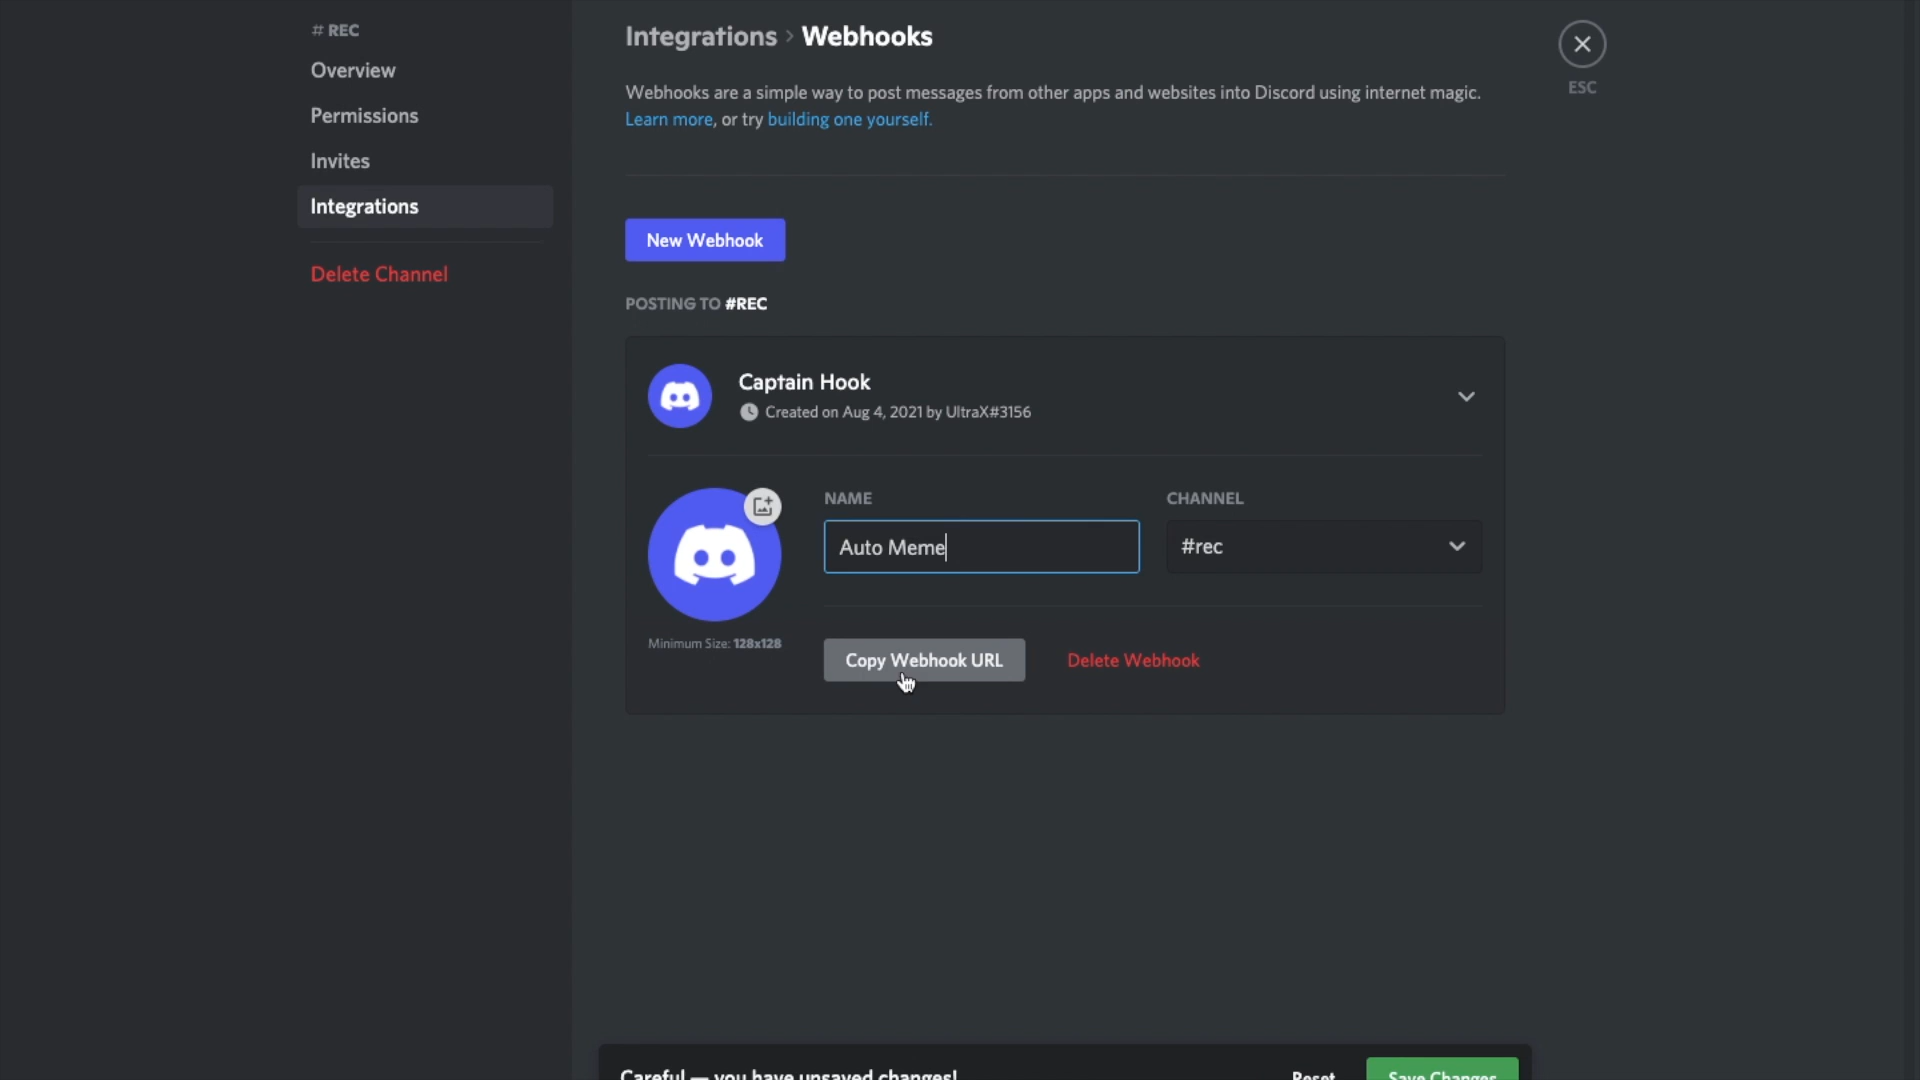 # REC
Overview
Permissions
Invites
Integrations
Delete Channel
Integrations › Webhooks
ESC
Webhooks are a simple way to post messages from other apps and websites into Discord using internet magic.
Learn more, or try building one yourself.
New Webhook
POSTING TO #REC
Captain Hook
Created on Aug 4, 2021 by UltraX#3156
NAME
CHANNEL
Auto Meme
#rec
Minimum Size: 128x128
Copy Webhook URL
Delete Webhook
Careful — you have unsaved changes!
Reset
Save Changes